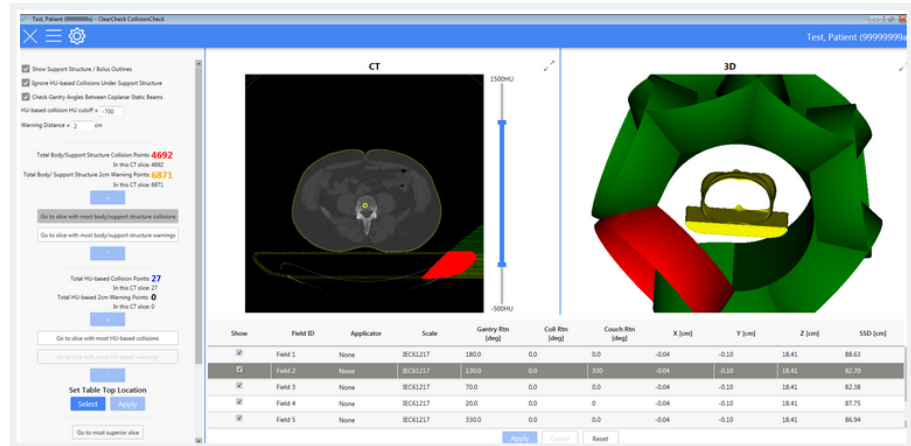 Test, Patient (99999999a) - ClearCheck CollisionCheck
Test, Patient (99999999a
Show Support Structure / Bolus Outlines
Ignore HU-based Collisions Under Support Structure
Check Gantry Angles Between Coplanar Static Beams
HU-based collision HU cutoff = -700
Warning Distance = 2 cm
Total Body/Support Structure Collision Points: 4692
In this CT slice: 4692
Total Body/ Support Structure 2cm Warning Points: 6871
In this CT slice: 6871
+
Go to slice with most body/support structure collisions
Go to slice with most body/support structure warnings
-
Total HU-based Collision Points: 27
In this CT slice: 27
Total HU-based 2cm Warning Points: 0
In this CT slice: 0
+
Go to slice with most HU-based collisions
Go to slice with most HU-based warnings
-
Set Table Top Location
Select Apply
Go to most superior slice
CT
1500HU
-500HU
3D
Show Field ID Applicator Scale Gantry Rtn [deg] Coll Rtn [deg] Couch Rtn [deg] X [cm] Y [cm] Z [cm] SSD [cm]
Field 1 None IEC61217 180.0 0.0 0.0 -0.04 -0.10 18.41 88.63
Field 2 None IEC61217 130.0 0.0 330 -0.04 -0.10 18.41 82.70
Field 3 None IEC61217 70.0 0.0 0.0 -0.04 -0.10 18.41 82.38
Field 4 None IEC61217 20.0 0.0 0 -0.04 -0.10 18.41 87.75
Field 5 None IEC61217 330.0 0.0 0.0 -0.04 -0.10 18.41 86.94
Apply Cancel Reset